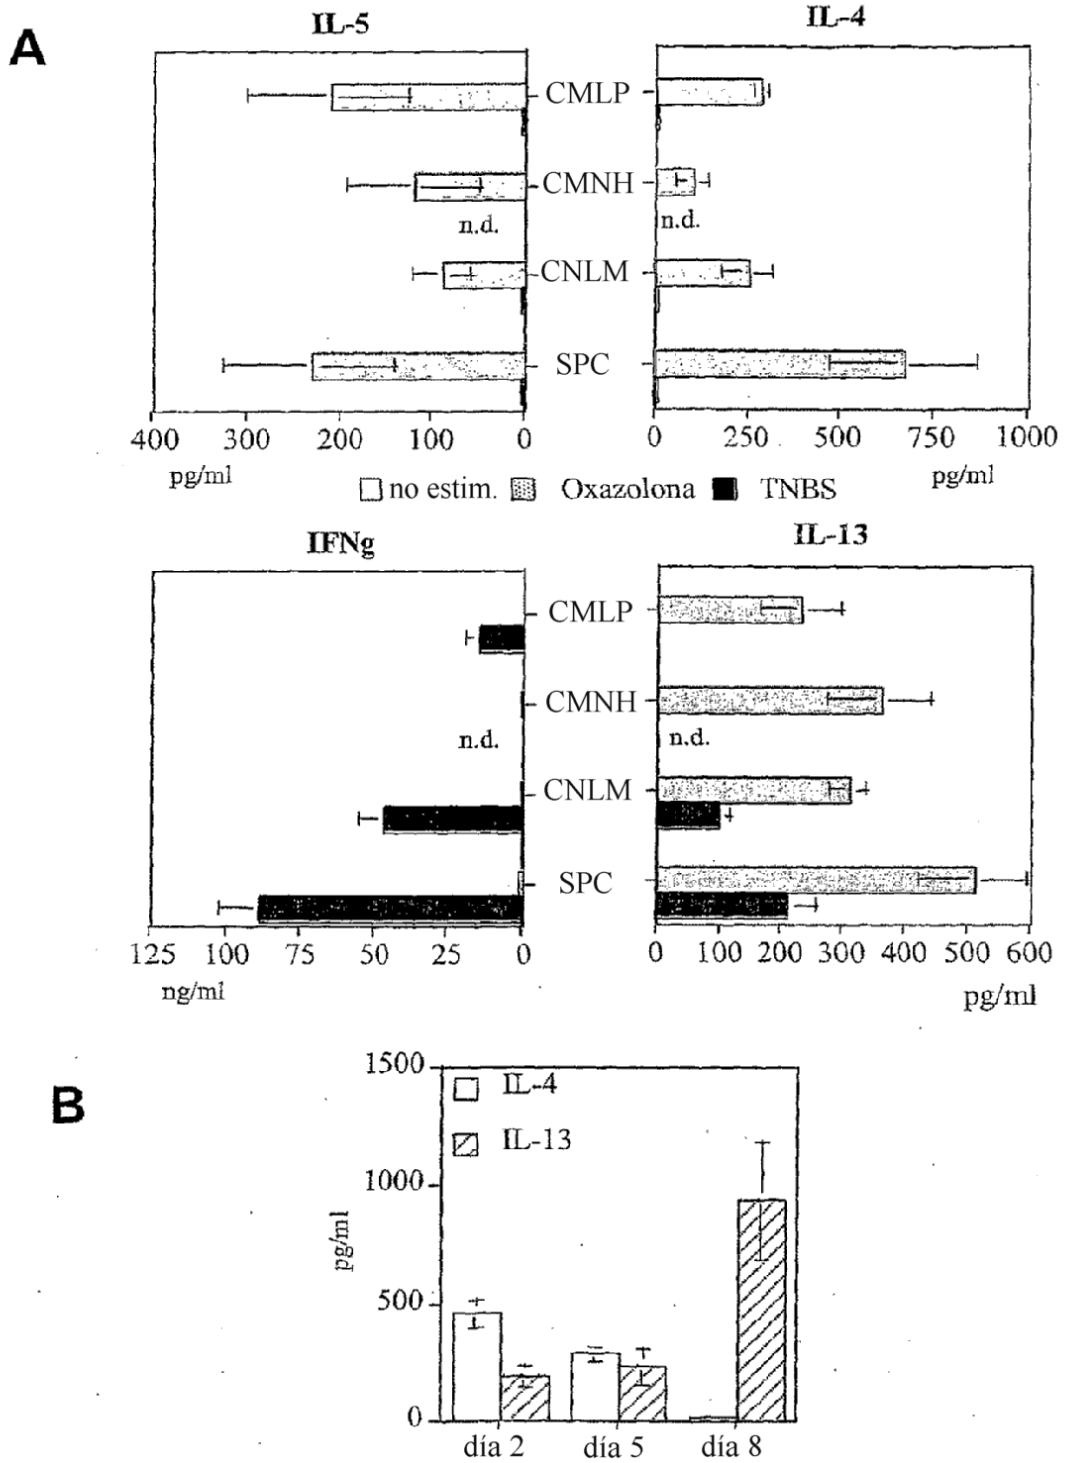 A
IL-5
IL-4
CMLP
CMNH
n.d.
n.d.
CNLM
SPC
400 300 200 100 0
0 250 500 750 1000
pg/ml
pg/ml
no estim. Oxazolona TNBS
IFNg
IL-13
CMLP
CMNH
n.d.
n.d.
CNLM
SPC
125 100 75 50 25 0
0 100 200 300 400 500 600
ng/ml
pg/ml
B
1500
IL-4
IL-13
1000
pg/ml
500
0
día 2 día 5 día 8